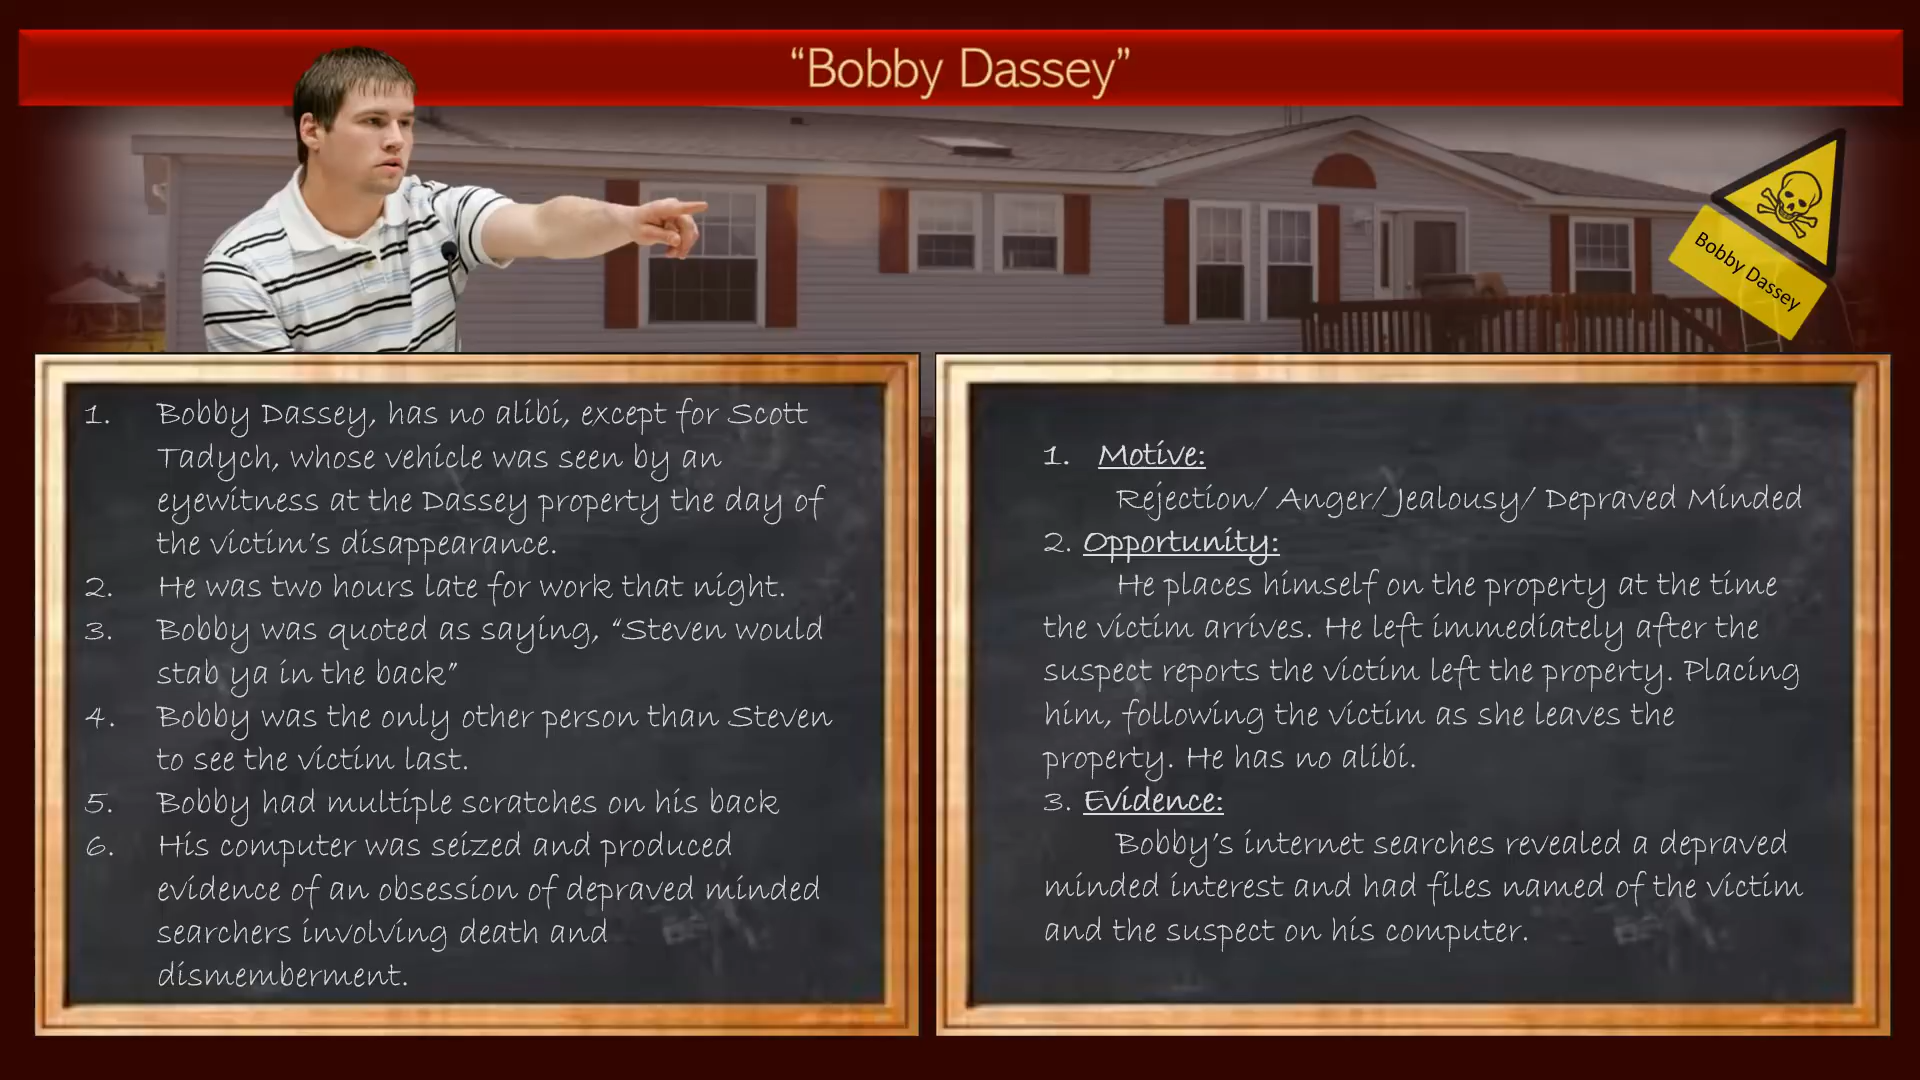 “Bobby Dassey”
Bobby Dassey
1. Bobby Dassey, has no alibi, except for Scott
Tadych, whose vehicle was seen by an
eyewitness at the Dassey property the day of
the victim’s disappearance.
2. He was two hours late for work that night.
3. Bobby was quoted as saying, “Steven would
stab ya in the back”
4. Bobby was the only other person than Steven
to see the victim last.
5. Bobby had multiple scratches on his back
6. His computer was seized and produced
evidence of an obsession of depraved minded
searchers involving death and
dismemberment.
1. Motive:
Rejection/ Anger/ Jealousy/ Depraved Minded
2. Opportunity:
He places himself on the property at the time
the victim arrives. He left immediately after the
suspect reports the victim left the property. Placing
him, following the victim as she leaves the
property. He has no alibi.
3. Evidence:
Bobby’s internet searches revealed a depraved
minded interest and had files named of the victim
and the suspect on his computer.